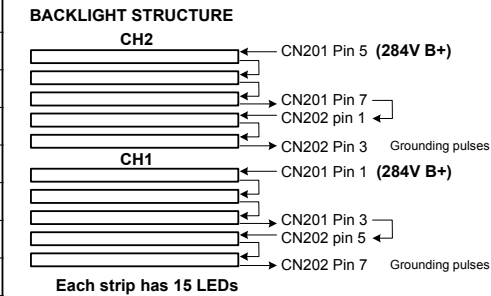 BACKLIGHT STRUCTURE
CH2
CN201 Pin 5 (284V B+)
CN201 Pin 7
CN202 pin 1
CN202 Pin 3 Grounding pulses
CH1
CN201 Pin 1 (284V B+)
CN201 Pin 3
CN202 pin 5
CN202 Pin 7 Grounding pulses
Each strip has 15 LEDs